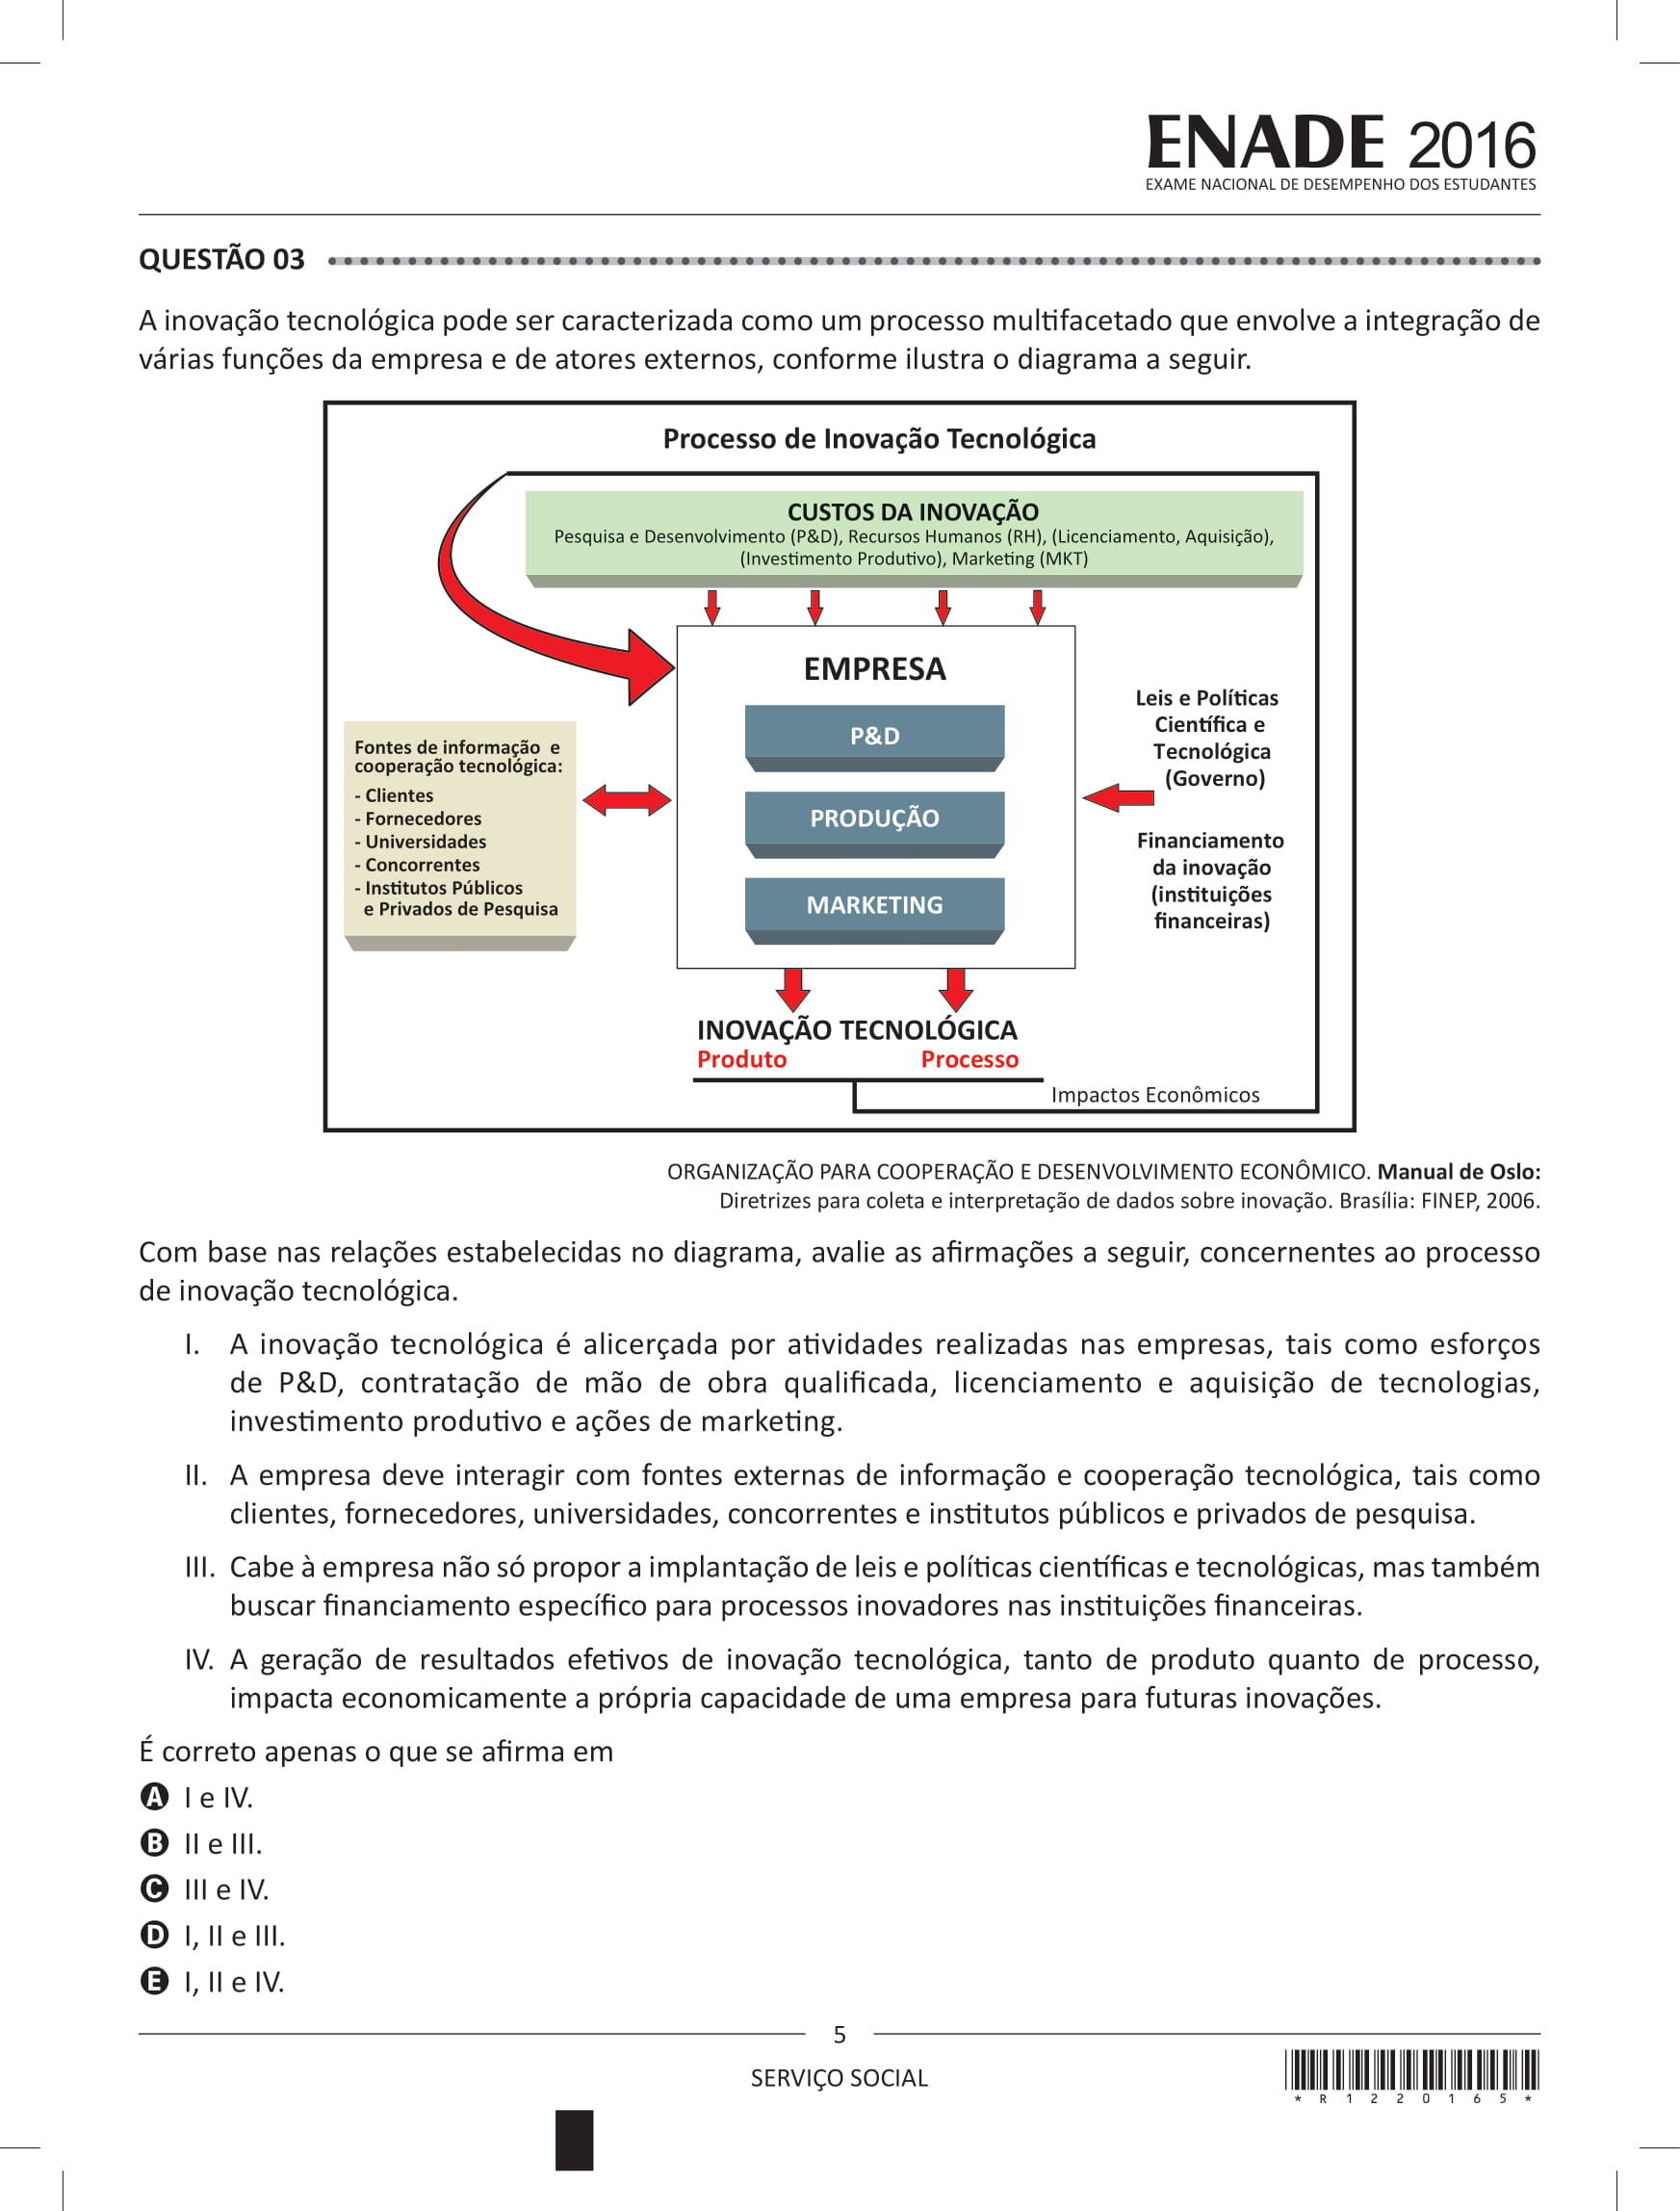 ENADE 2016
EXAME NACIONAL DE DESEMPENHO DOS ESTUDANTES
QUESTÃO 03
A inovação tecnológica pode ser caracterizada como um processo multifacetado que envolve a integração de
várias funções da empresa e de atores externos, conforme ilustra o diagrama a seguir.
Processo de Inovação Tecnológica
CUSTOS DA INOVAÇÃO
Pesquisa e Desenvolvimento (P&D), Recursos Humanos (RH), (Licenciamento, Aquisição),
(Investimento Produtivo), Marketing (MKT)
EMPRESA
P&D
PRODUÇÃO
MARKETING
Fontes de informação e
cooperação tecnológica:
- Clientes
- Fornecedores
- Universidades
- Concorrentes
- Institutos Públicos
e Privados de Pesquisa
Leis e Políticas
Científica e
Tecnológica
(Governo)
Financiamento
da inovação
(instituições
financeiras)
INOVAÇÃO TECNOLÓGICA
Produto Processo
Impactos Econômicos
ORGANIZAÇÃO PARA COOPERAÇÃO E DESENVOLVIMENTO ECONÔMICO. Manual de Oslo:
Diretrizes para coleta e interpretação de dados sobre inovação. Brasília: FINEP, 2006.
Com base nas relações estabelecidas no diagrama, avalie as afirmações a seguir, concernentes ao processo
de inovação tecnológica.
I. A inovação tecnológica é alicerçada por atividades realizadas nas empresas, tais como esforços
de P&D, contratação de mão de obra qualificada, licenciamento e aquisição de tecnologias,
investimento produtivo e ações de marketing.
II. A empresa deve interagir com fontes externas de informação e cooperação tecnológica, tais como
clientes, fornecedores, universidades, concorrentes e institutos públicos e privados de pesquisa.
III. Cabe à empresa não só propor a implantação de leis e políticas científicas e tecnológicas, mas também
buscar financiamento específico para processos inovadores nas instituições financeiras.
IV. A geração de resultados efetivos de inovação tecnológica, tanto de produto quanto de processo,
impacta economicamente a própria capacidade de uma empresa para futuras inovações.
É correto apenas o que se afirma em
A I e IV.
B II e III.
C III e IV.
D I, II e III.
E I, II e IV.
5
SERVIÇO SOCIAL
* R 1 2 2 0 1 6 5 *